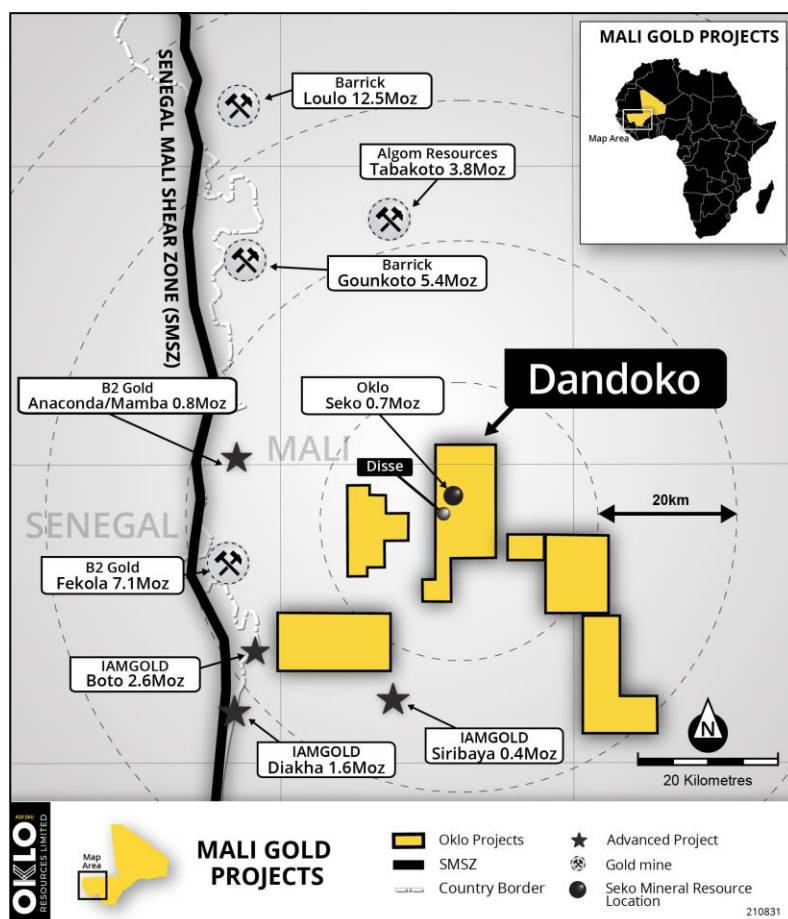 MALI GOLD PROJECTS
Map Area
SENEGAL MALI SHEAR ZONE (SMSZ)
Barrick
Loulo 12.5Moz
Algom Resources
Tabakoto 3.8Moz
Barrick
Gounkoto 5.4Moz
Dandoko
B2 Gold
Anaconda/Mamba 0.8Moz
Oklo
Seko 0.7Moz
MALI
Disse
20km
SENEGAL
B2 Gold
Fekola 7.1Moz
IAMGOLD
Boto 2.6Moz
IAMGOLD
Diakha 1.6Moz
IAMGOLD
Siribaya 0.4Moz
N
20 Kilometres
ASX:OKU
OKLO
RESOURCES LIMITED
Map
Area
MALI GOLD
PROJECTS
Oklo Projects
SMSZ
Country Border
Advanced Project
Gold mine
Seko Mineral Resource
Location
210831